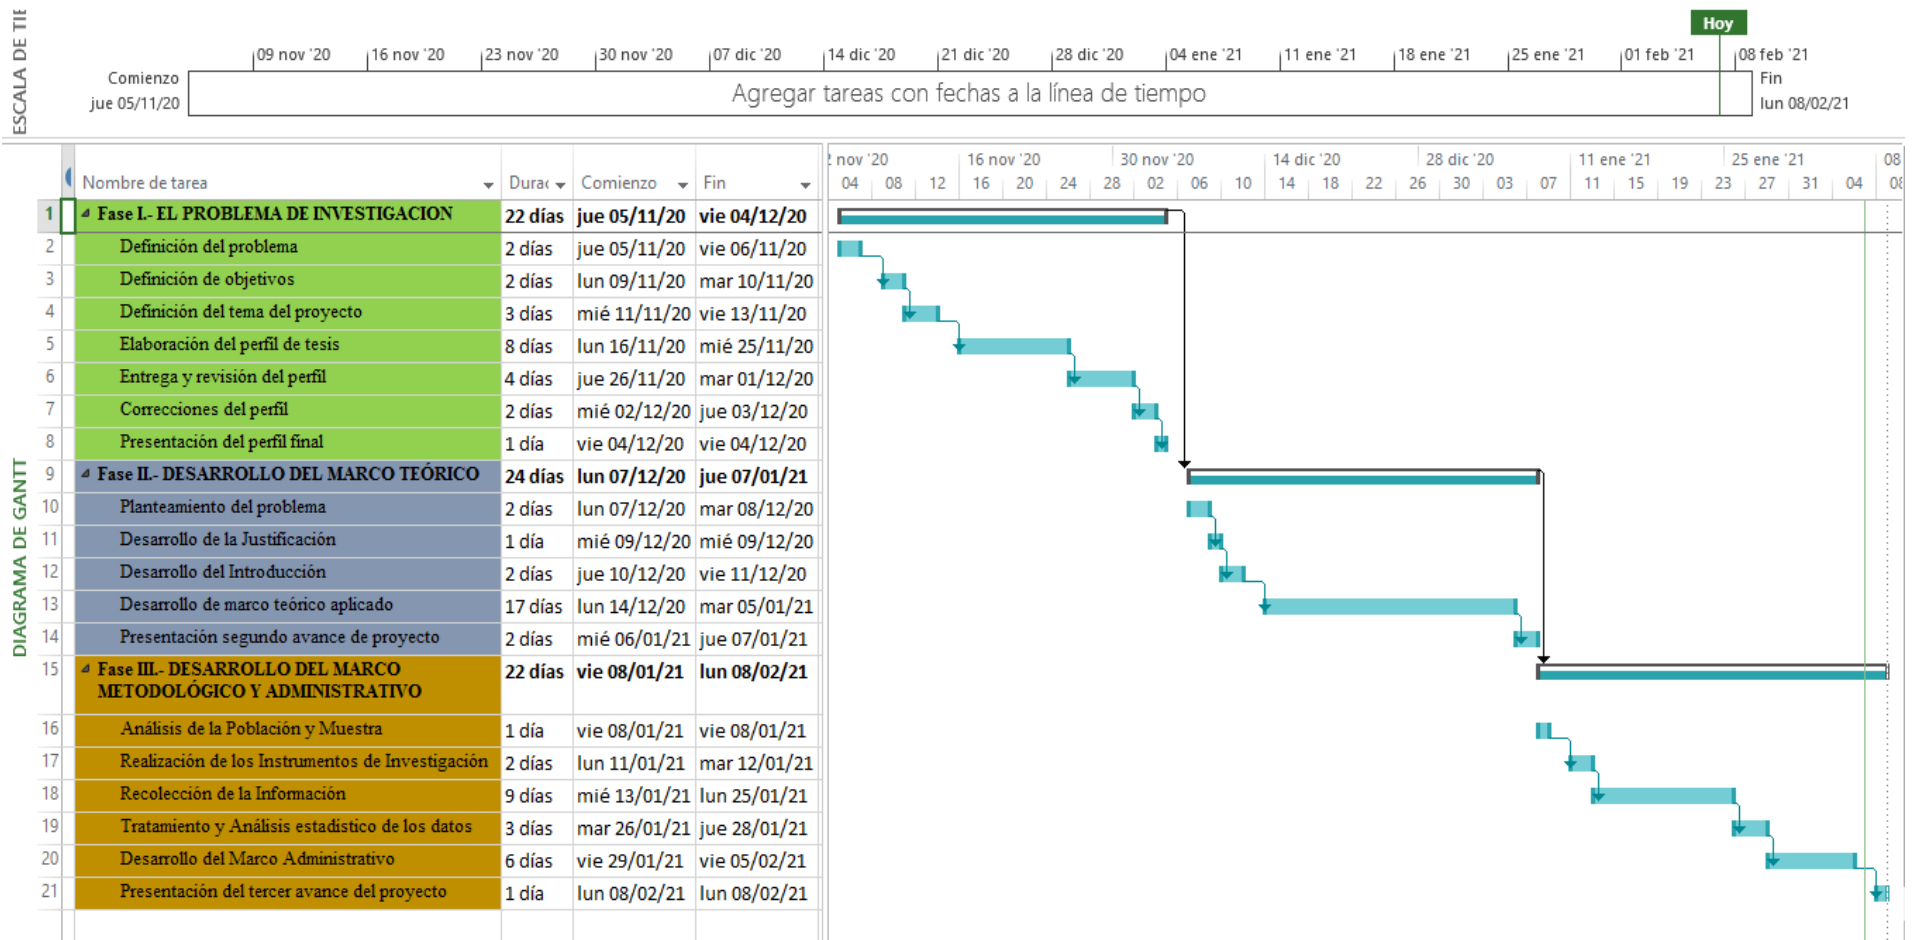 ESCALA DE TIE
Hoy
09 nov '20 16 nov '20 23 nov '20 30 nov '20 07 dic '20 14 dic '20 21 dic '20 28 dic '20 04 ene '21 11 ene '21 18 ene '21 25 ene '21 01 feb '21 08 feb '21
Comienzo
jue 05/11/20
Agregar tareas con fechas a la línea de tiempo
Fin
lun 08/02/21
DIAGRAMA DE GANTT
2 nov '20 16 nov '20 30 nov '20 14 dic '20 28 dic '20 11 ene '21 25 ene '21 08
Nombre de tarea Durac Comienzo Fin
04 08 12 16 20 24 28 02 06 10 14 18 22 26 30 03 07 11 15 19 23 27 31 04 08
1 Fase I.- EL PROBLEMA DE INVESTIGACION 22 días jue 05/11/20 vie 04/12/20
2 Definición del problema 2 días jue 05/11/20 vie 06/11/20
3 Definición de objetivos 2 días lun 09/11/20 mar 10/11/20
4 Definición del tema del proyecto 3 días mié 11/11/20 vie 13/11/20
5 Elaboración del perfil de tesis 8 días lun 16/11/20 mié 25/11/20
6 Entrega y revisión del perfil 4 días jue 26/11/20 mar 01/12/20
7 Correcciones del perfil 2 días mié 02/12/20 jue 03/12/20
8 Presentación del perfil final 1 día vie 04/12/20 vie 04/12/20
9 Fase II.- DESARROLLO DEL MARCO TEÓRICO 24 días lun 07/12/20 jue 07/01/21
10 Planteamiento del problema 2 días lun 07/12/20 mar 08/12/20
11 Desarrollo de la Justificación 1 día mié 09/12/20 mié 09/12/20
12 Desarrollo del Introducción 2 días jue 10/12/20 vie 11/12/20
13 Desarrollo de marco teórico aplicado 17 días lun 14/12/20 mar 05/01/21
14 Presentación segundo avance de proyecto 2 días mié 06/01/21 jue 07/01/21
15 Fase III.- DESARROLLO DEL MARCO 22 días vie 08/01/21 lun 08/02/21
METODOLÓGICO Y ADMINISTRATIVO
16 Análisis de la Población y Muestra 1 día vie 08/01/21 vie 08/01/21
17 Realización de los Instrumentos de Investigación 2 días lun 11/01/21 mar 12/01/21
18 Recolección de la Información 9 días mié 13/01/21 lun 25/01/21
19 Tratamiento y Análisis estadístico de los datos 3 días mar 26/01/21 jue 28/01/21
20 Desarrollo del Marco Administrativo 6 días vie 29/01/21 vie 05/02/21
21 Presentación del tercer avance del proyecto 1 día lun 08/02/21 lun 08/02/21